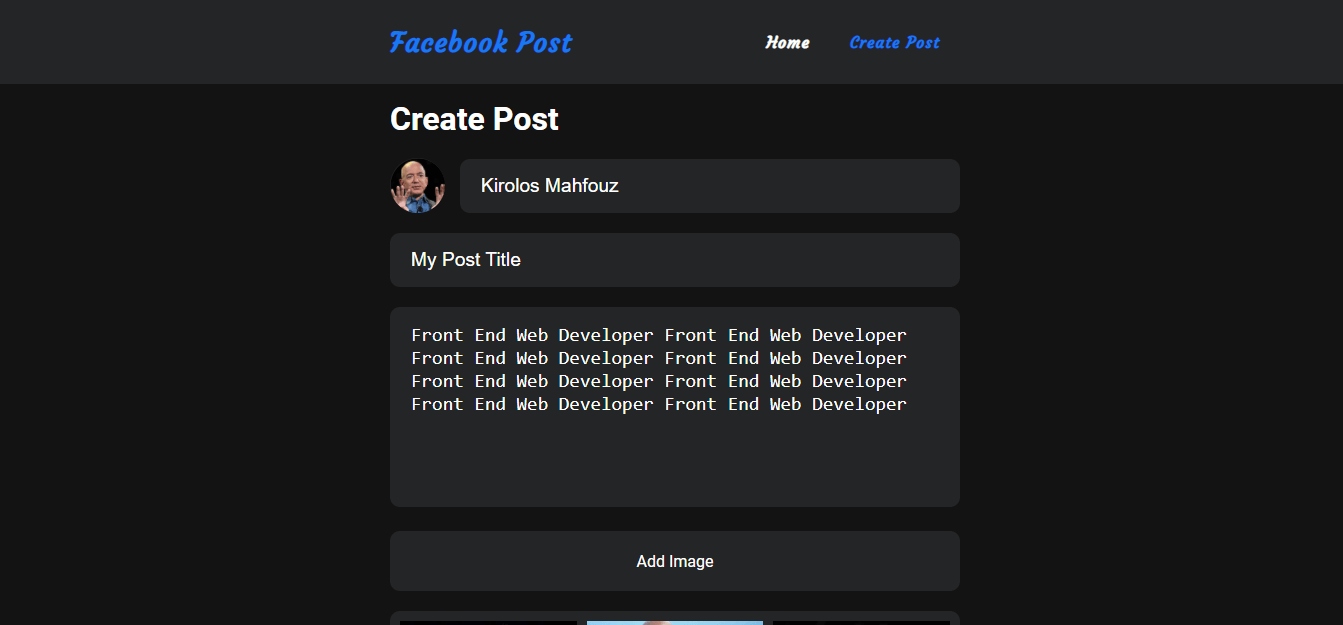 Facebook Post
Home
Create Post
Create Post
Kirolos Mahfouz
My Post Title
Front End Web Developer Front End Web Developer
Front End Web Developer Front End Web Developer
Front End Web Developer Front End Web Developer
Front End Web Developer Front End Web Developer
Add Image